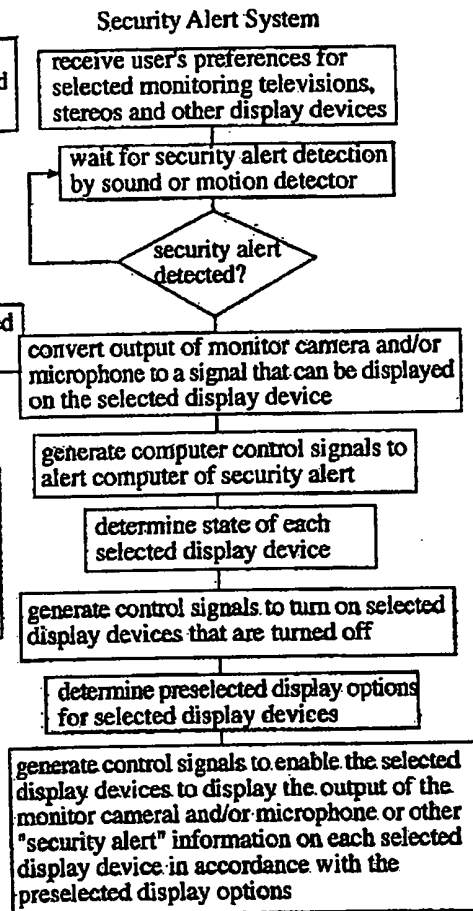 Security Alert System
receive user's preferences for
selected monitoring televisions,
stereos and other display devices
wait for security alert detection
by sound or motion detector
security alert
detected?
convert output of monitor camera and/or
microphone to a signal that can be displayed
on the selected display device
generate computer control signals to
alert computer of security alert
determine state of each
selected display device
generate control signals to turn on selected
display devices that are turned off
determine preselected display options
for selected display devices
generate control signals to enable the selected
display devices to display the output of the
monitor cameral and/or microphone or other
"security alert" information on each selected
display device in accordance with the
preselected display options